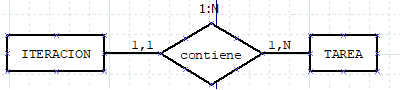 1:N
1,1
1,N
ITERACION
contiene
TAREA